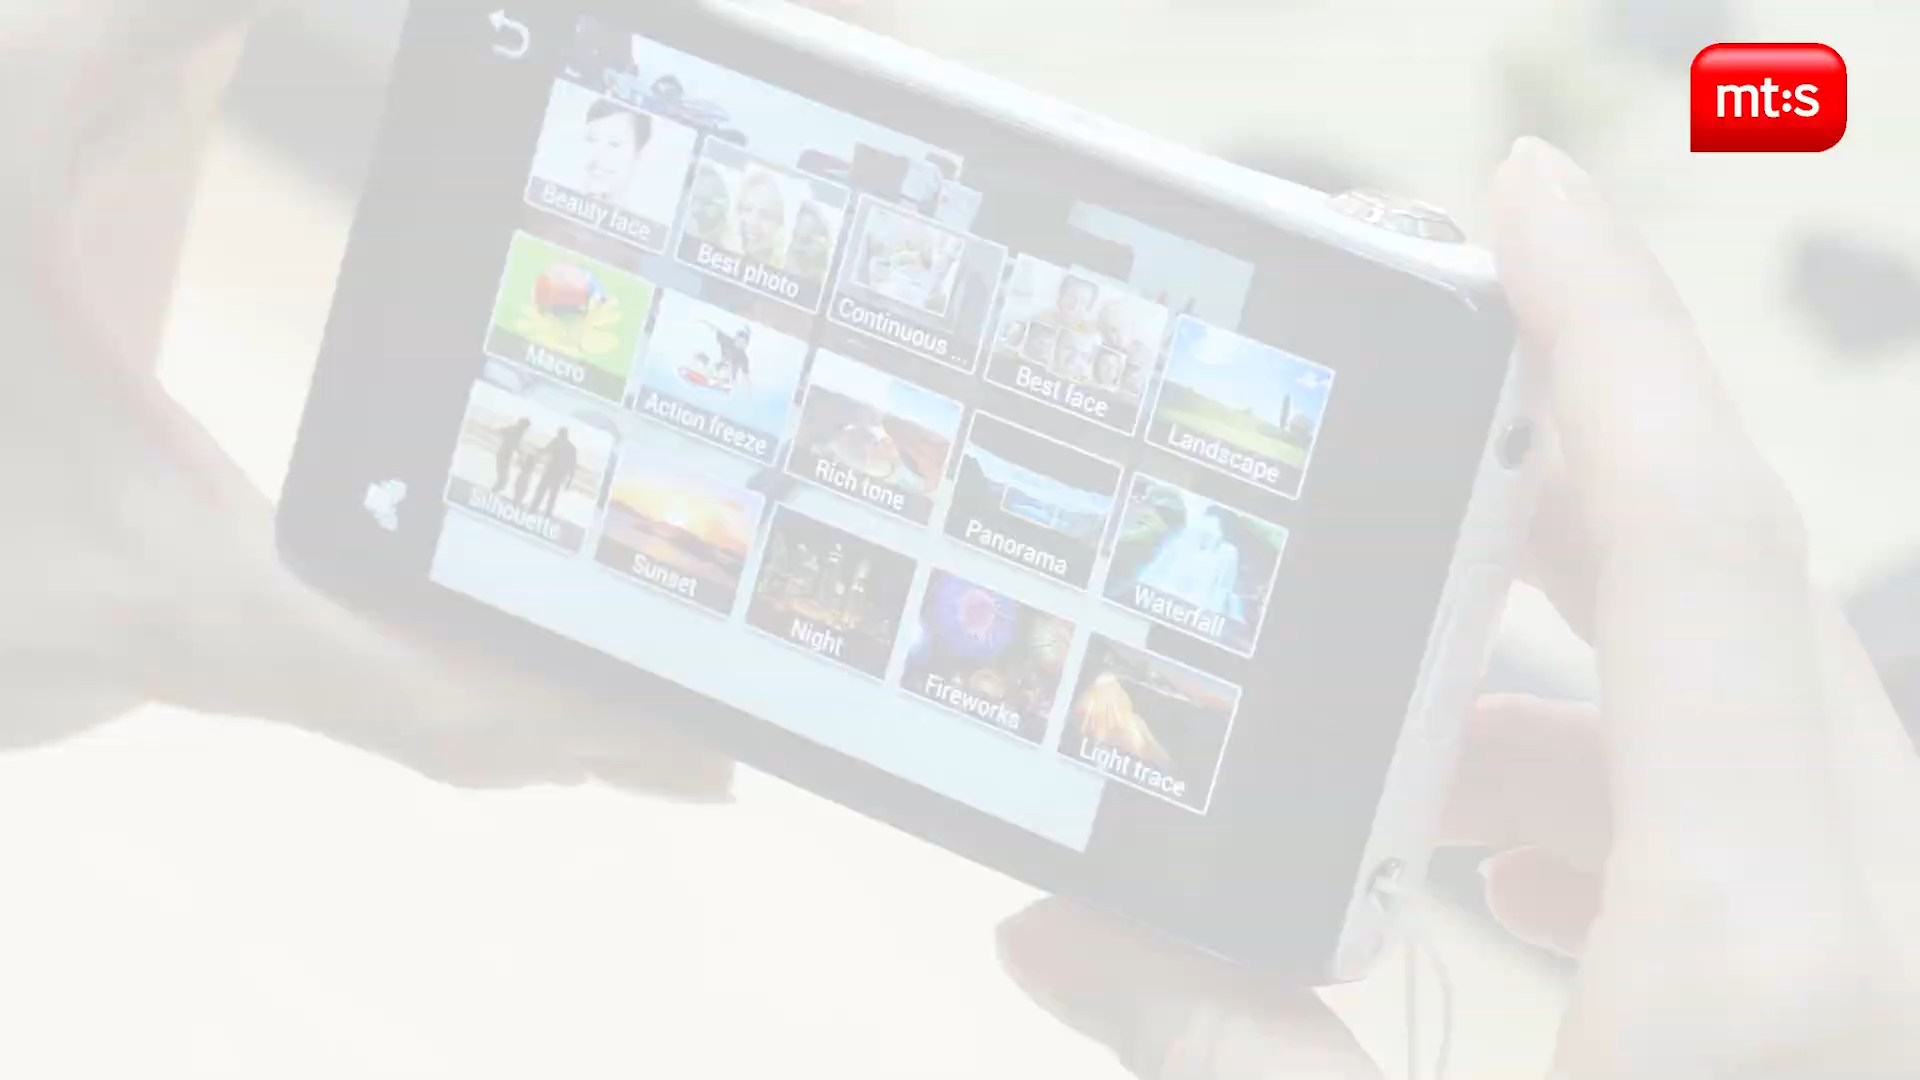 mt:s
Beauty face
Best photo
Continuous ...
Best face
Landscape
Macro
Action freeze
Rich tone
Panorama
Waterfall
Silhouette
Sunset
Night
Fireworks
Light trace